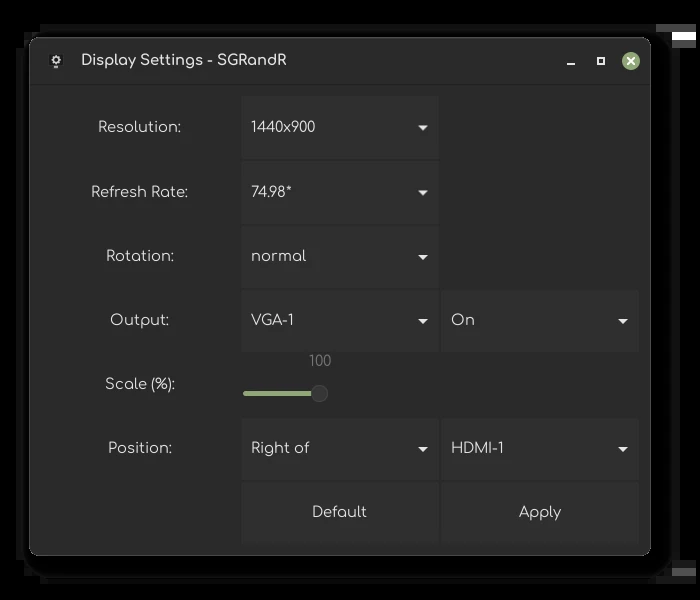 Display Settings - SGRandR
Resolution: 1440x900
Refresh Rate: 74.98*
Rotation: normal
Output: VGA-1 On
100
Scale (%):
Position: Right of HDMI-1
Default Apply